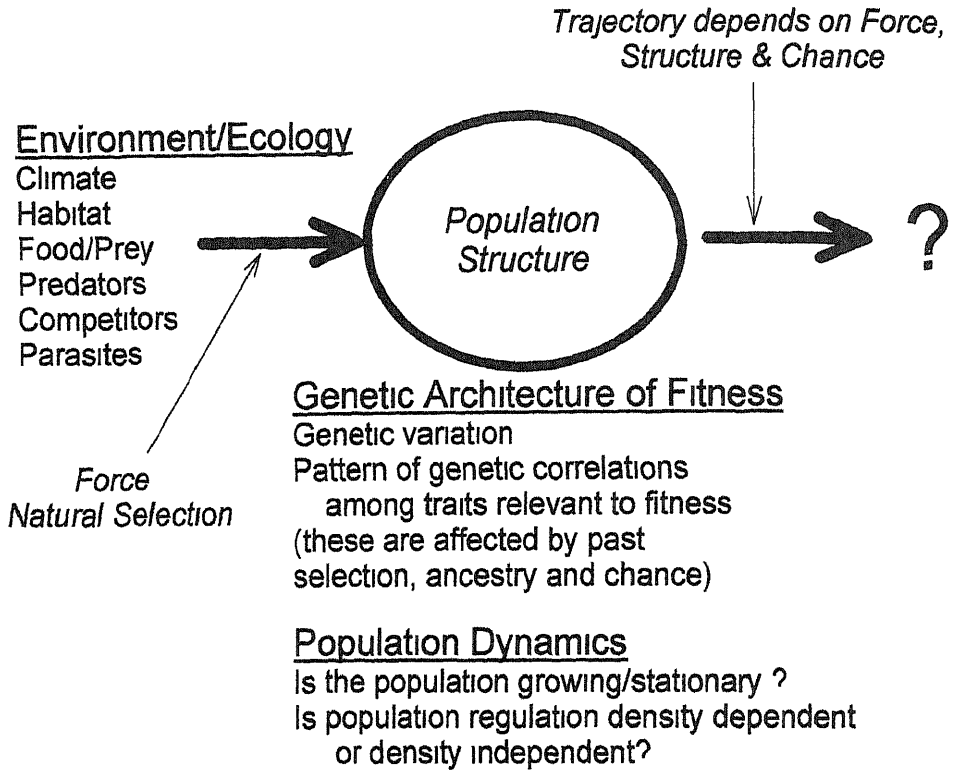 Trajectory depends on Force,
Structure & Chance
Environment/Ecology
Climate
Habitat
Food/Prey
Predators
Competitors
Parasites
Population
Structure
?
Force
Natural Selection
Genetic Architecture of Fitness
Genetic variation
Pattern of genetic correlations
among traits relevant to fitness
(these are affected by past
selection, ancestry and chance)
Population Dynamics
Is the population growing/stationary ?
Is population regulation density dependent
or density independent?